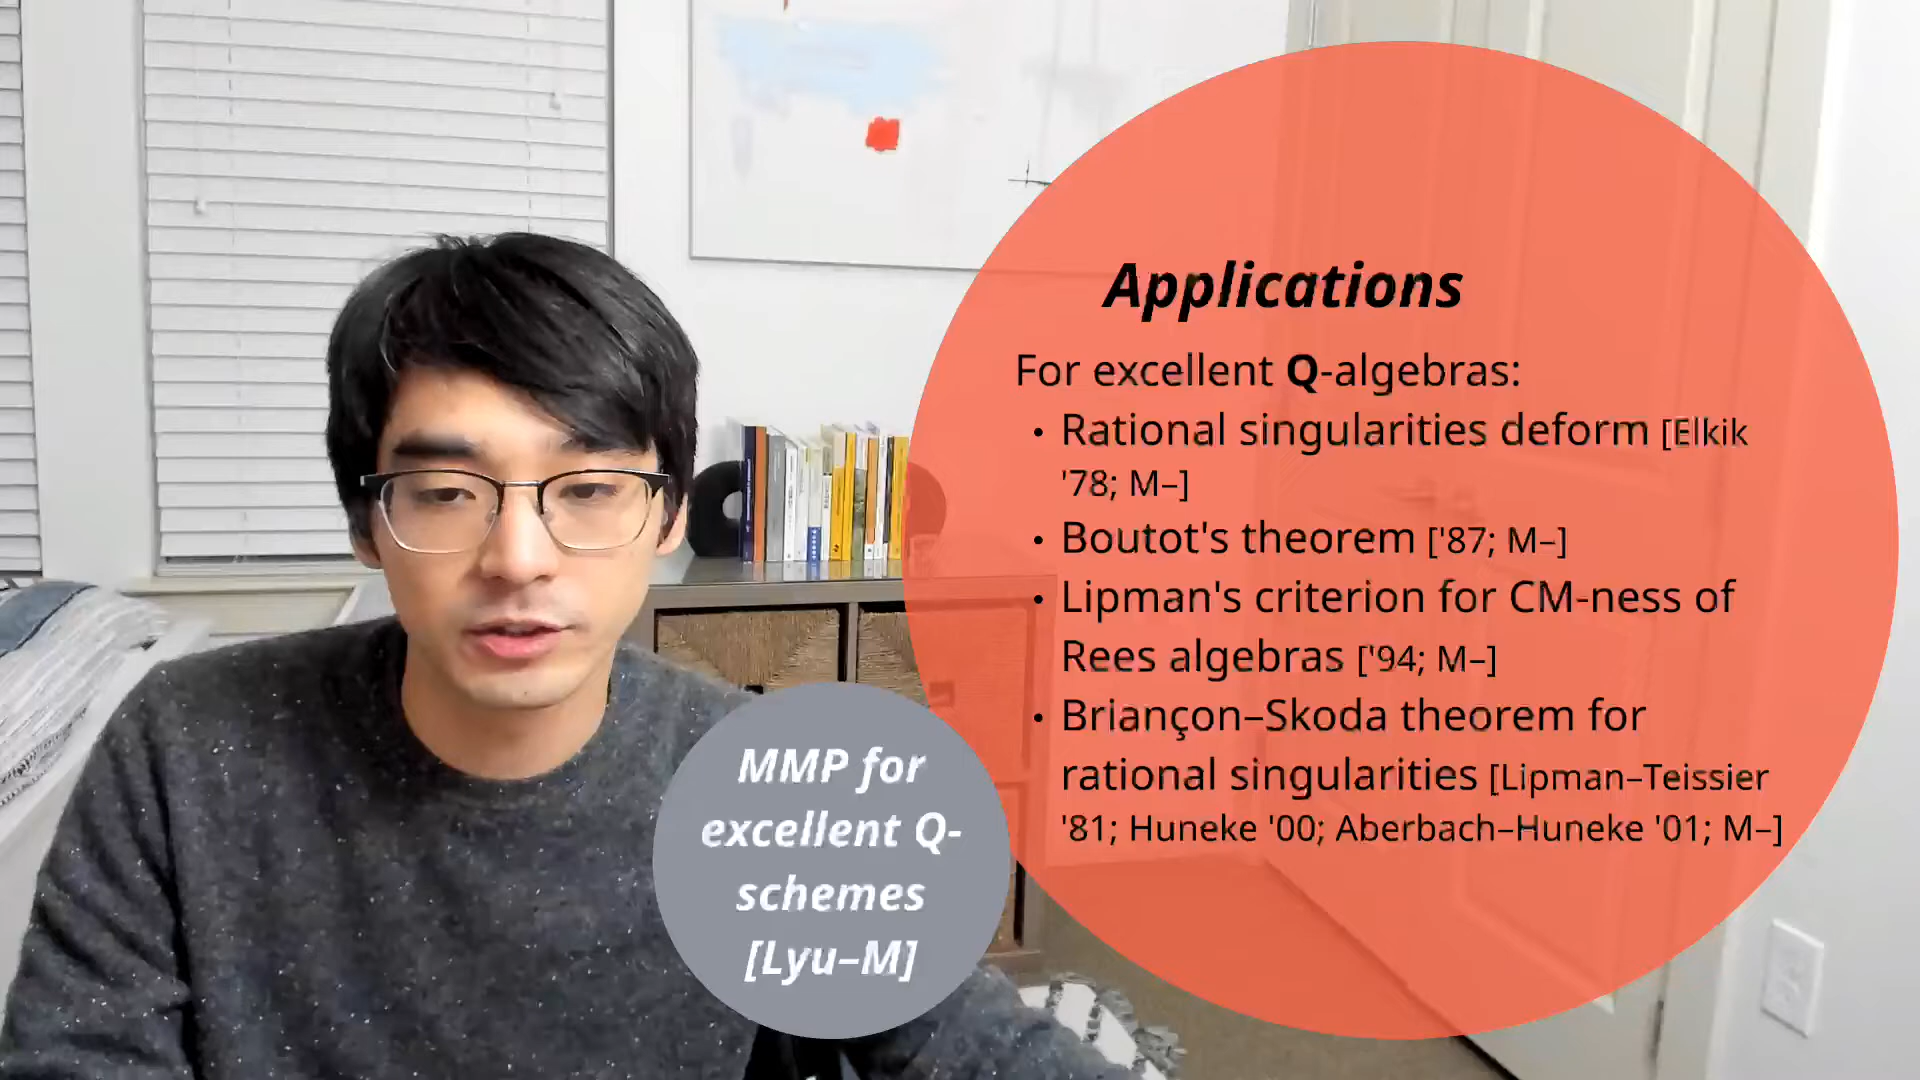 Applications
For excellent Q-algebras:
• Rational singularities deform [Elkik
'78; M–]
• Boutot's theorem ['87; M–]
• Lipman's criterion for CM-ness of
Rees algebras ['94; M–]
• Briançon–Skoda theorem for
rational singularities [Lipman–Teissier
'81; Huneke '00; Aberbach–Huneke '01; M–]
MMP for
excellent Q-
schemes
[Lyu–M]